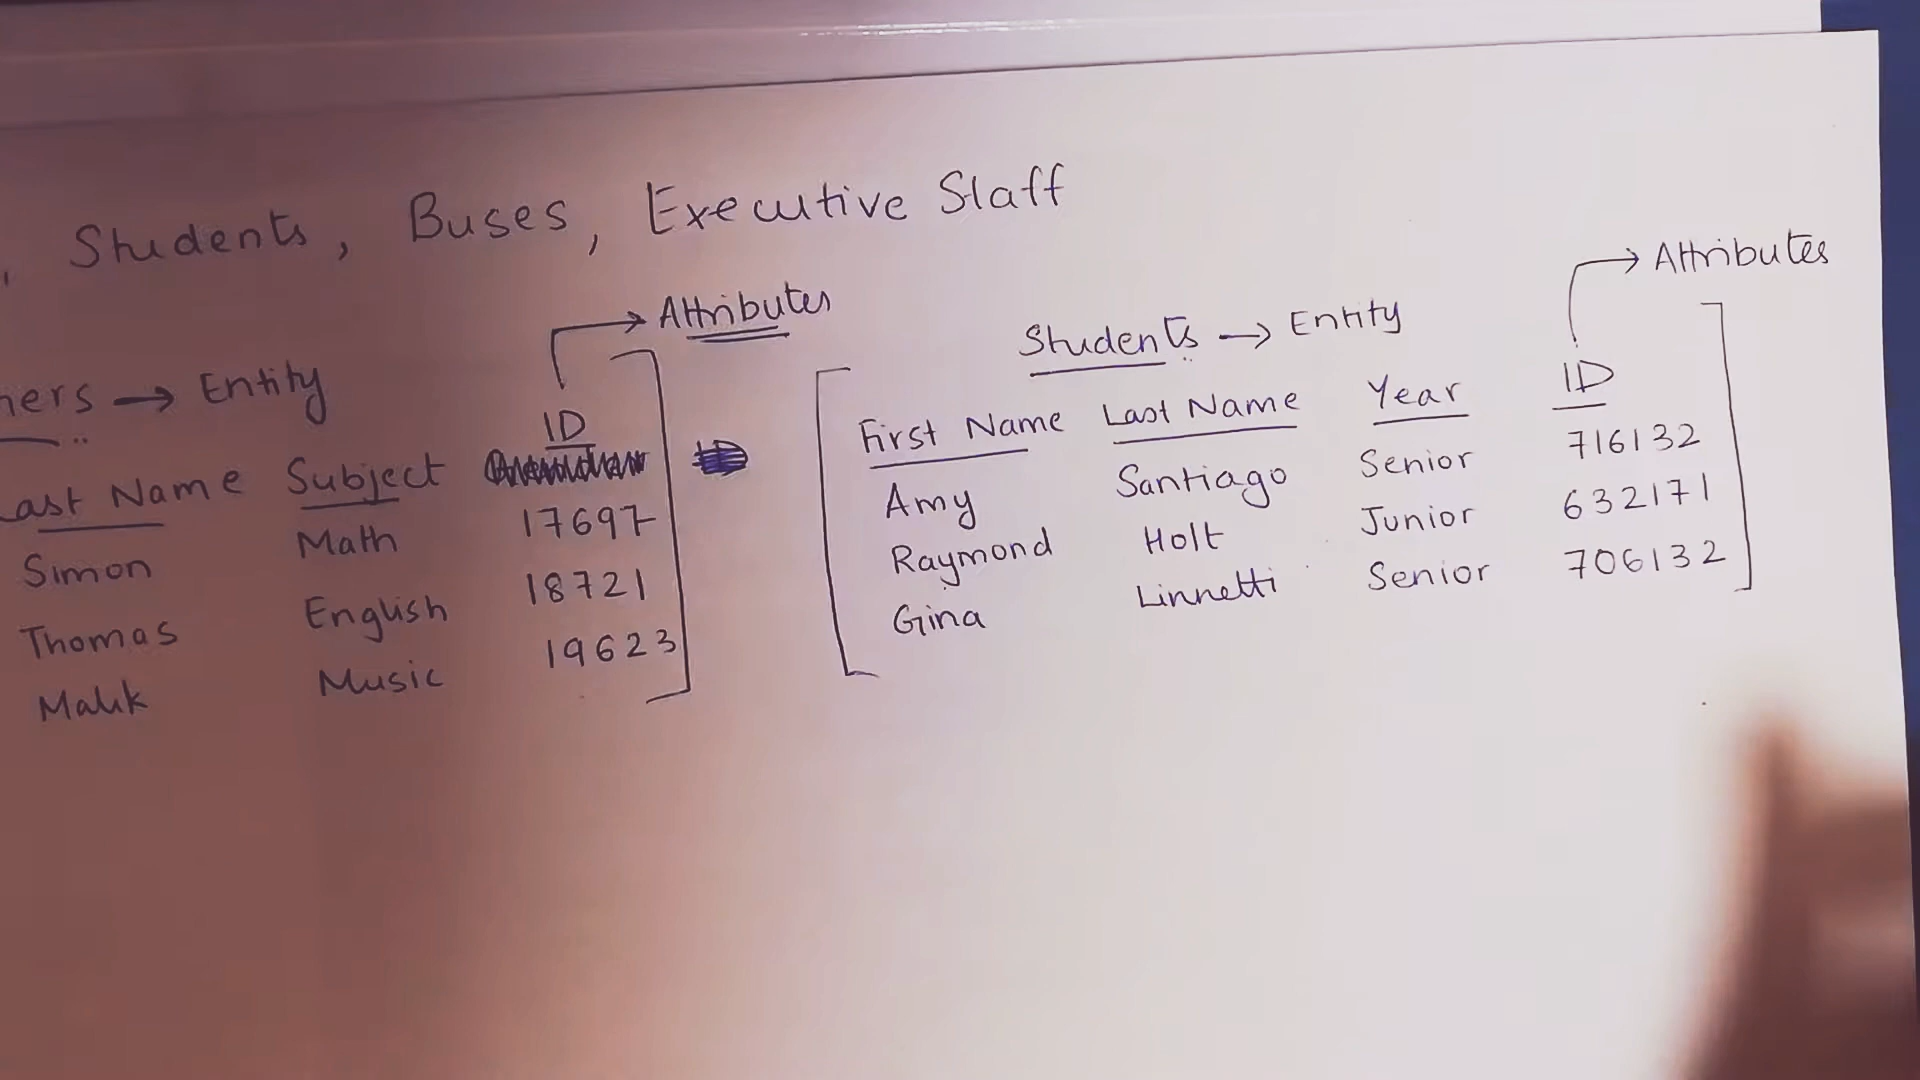 , Students, Buses, Executive Staff
→ Attributes
→ Entity
ID
Last Name Subject
Simon Math 17697
Thomas English 18721
Malik Music 19623
→ Attributes
Students → Entity
First Name Last Name Year ID
Amy Santiago Senior 716132
Raymond Holt Junior 632171
Gina Linnetti Senior 706132